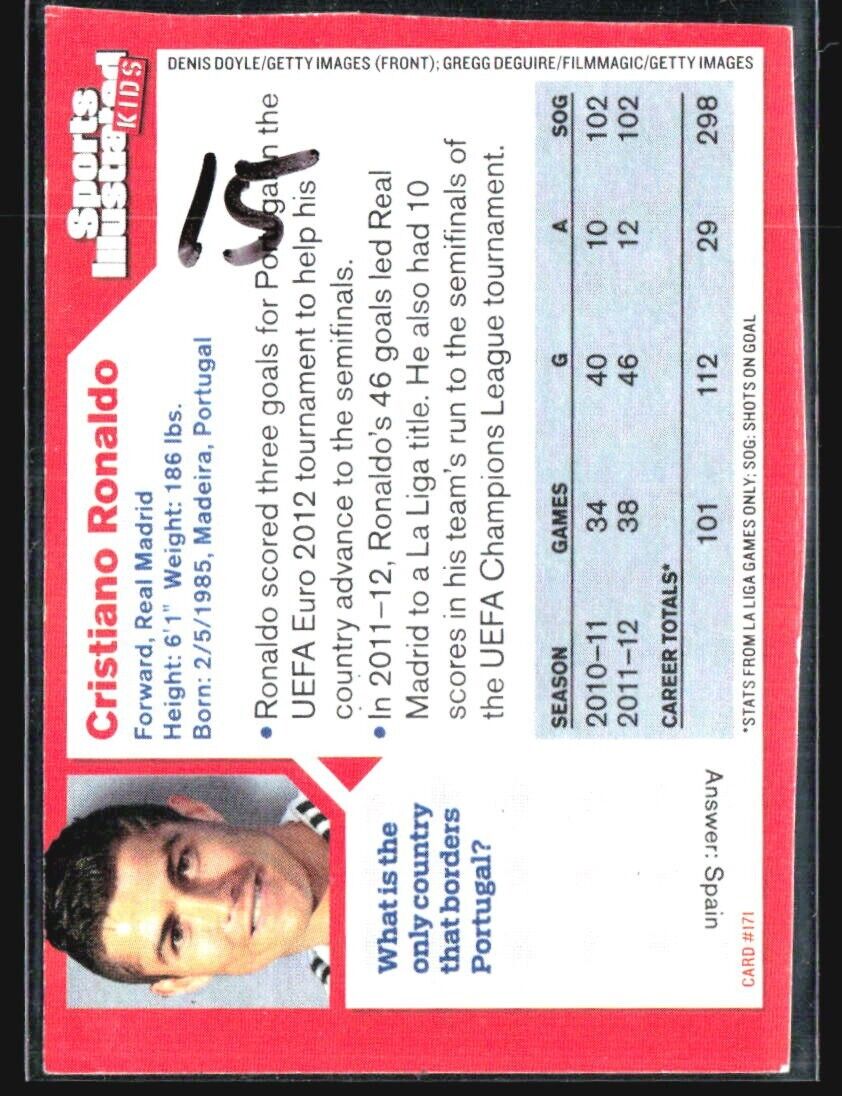 Sports
Illustrated
KIDS
DENIS DOYLE/GETTY IMAGES (FRONT); GREGG DEGUIRE/FILMMAGIC/GETTY IMAGES
Cristiano Ronaldo
Forward, Real Madrid
Height: 6'1" Weight: 186 lbs.
Born: 2/5/1985, Madeira, Portugal
• Ronaldo scored three goals for Portugal in the
UEFA Euro 2012 tournament to help his
country advance to the semifinals.
• In 2011–12, Ronaldo's 46 goals led Real
Madrid to a La Liga title. He also had 10
scores in his team's run to the semifinals of
the UEFA Champions League tournament.
SEASON GAMES G A SOG
2010–11 34 40 10 102
2011–12 38 46 12 102
CAREER TOTALS*
101 112 29 298
*STATS FROM LA LIGA GAMES ONLY; SOG: SHOTS ON GOAL
What is the
only country
that borders
Portugal?
Answer: Spain
CARD #171